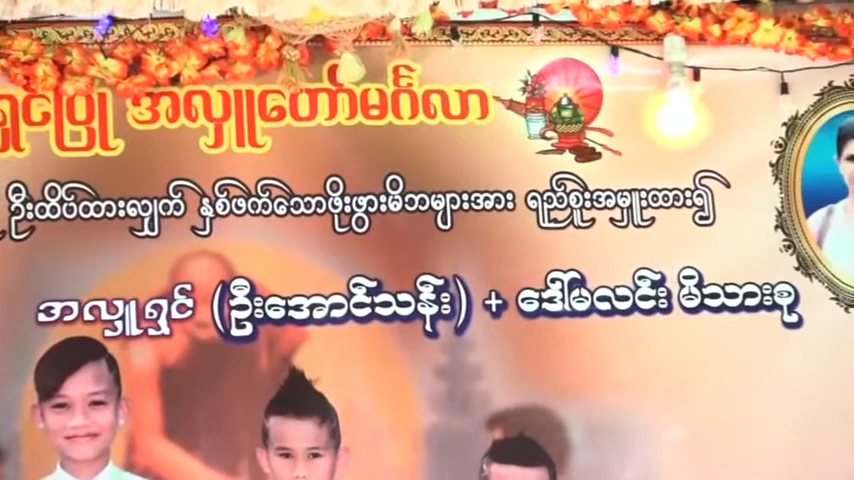 ရှင်ပြု အလှူတော်မင်္ဂလာ
ဦးထိပ်ထားလျှက် နှစ်ဖက်သောဖိုးဖွားမိဘများအား ရည်စူးအမှူးထား၍
အလှူရှင် (ဦးအောင်သန်း) + ဒေါ်မလင်း မိသားစု